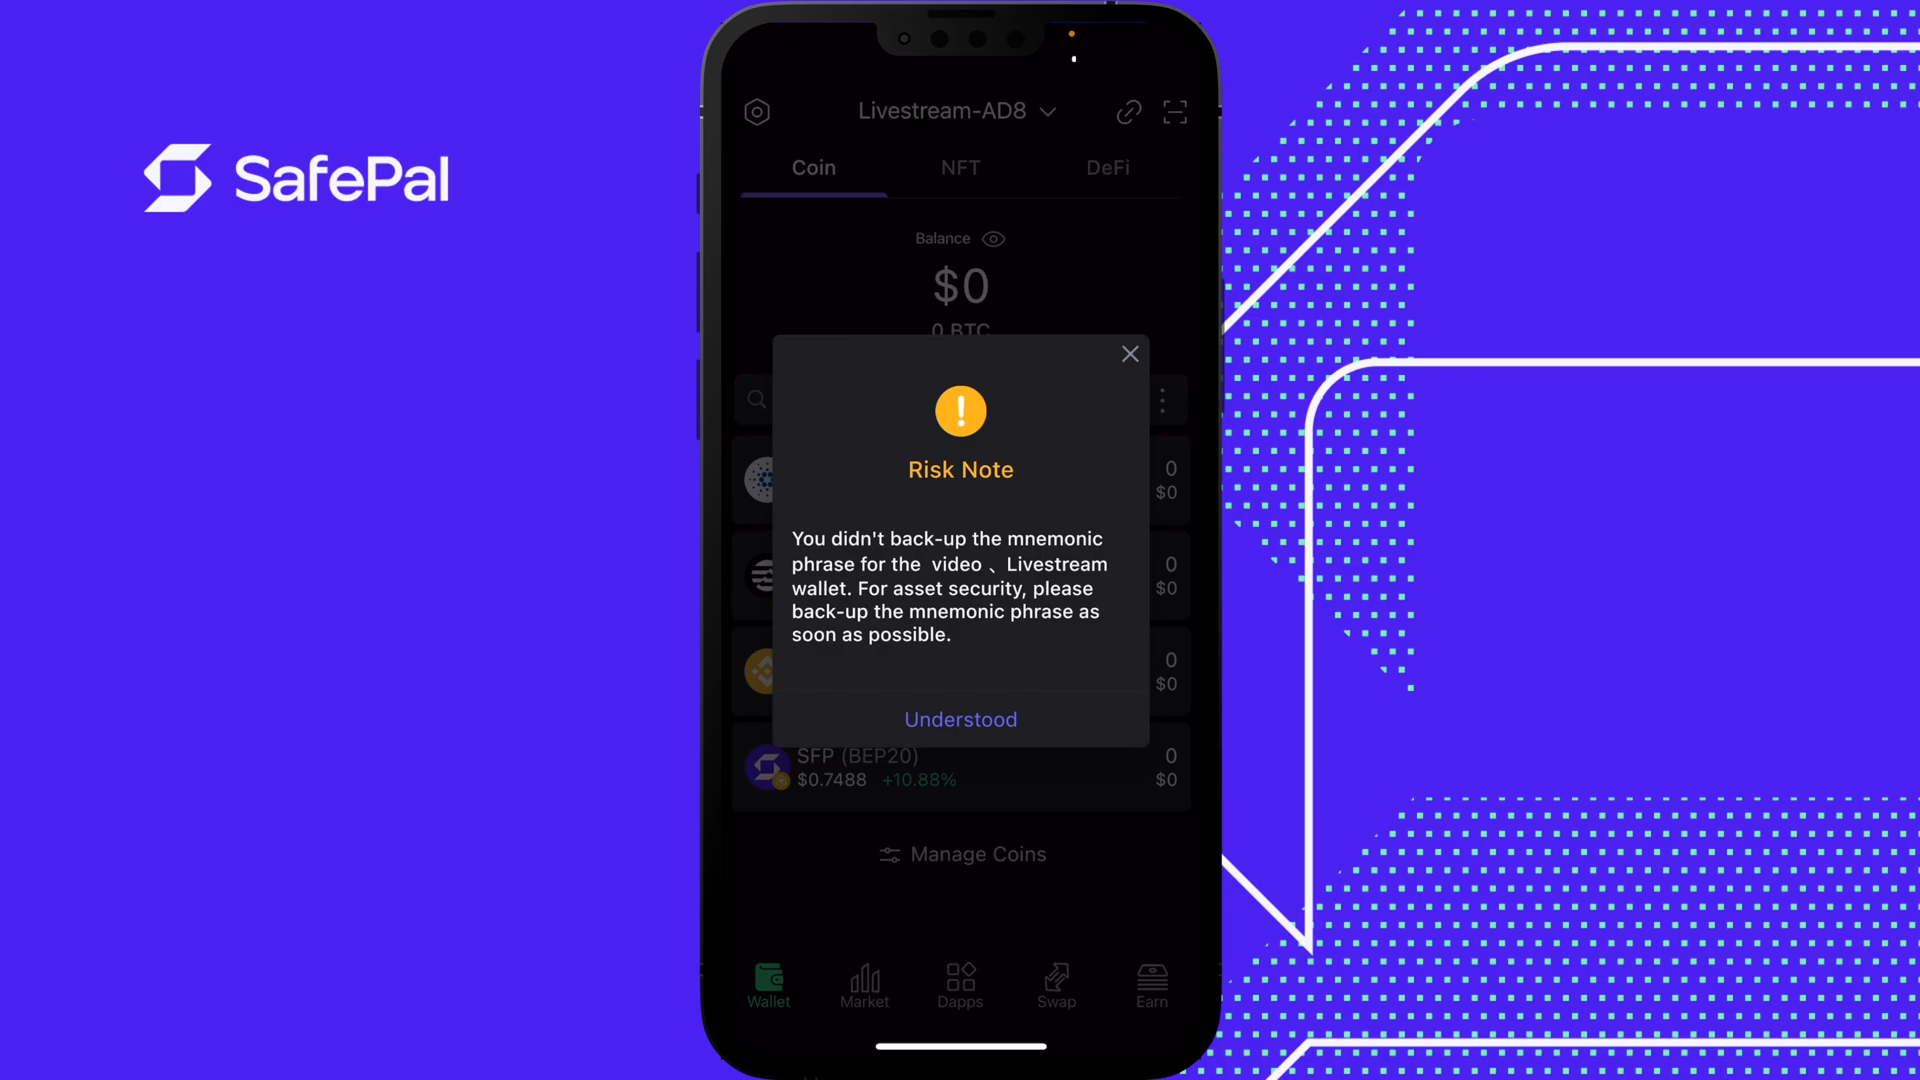 SafePal
Livestream-AD8
Coin NFT DeFi
Balance
$0
0 BTC
Risk Note
You didn't back-up the mnemonic
phrase for the video 、Livestream
wallet. For asset security, please
back-up the mnemonic phrase as
soon as possible.
Understood
0
$0
0
$0
0
$0
SFP (BEP20) 0
$0.7488 +10.88% $0
Manage Coins
Wallet Market Dapps Swap Earn